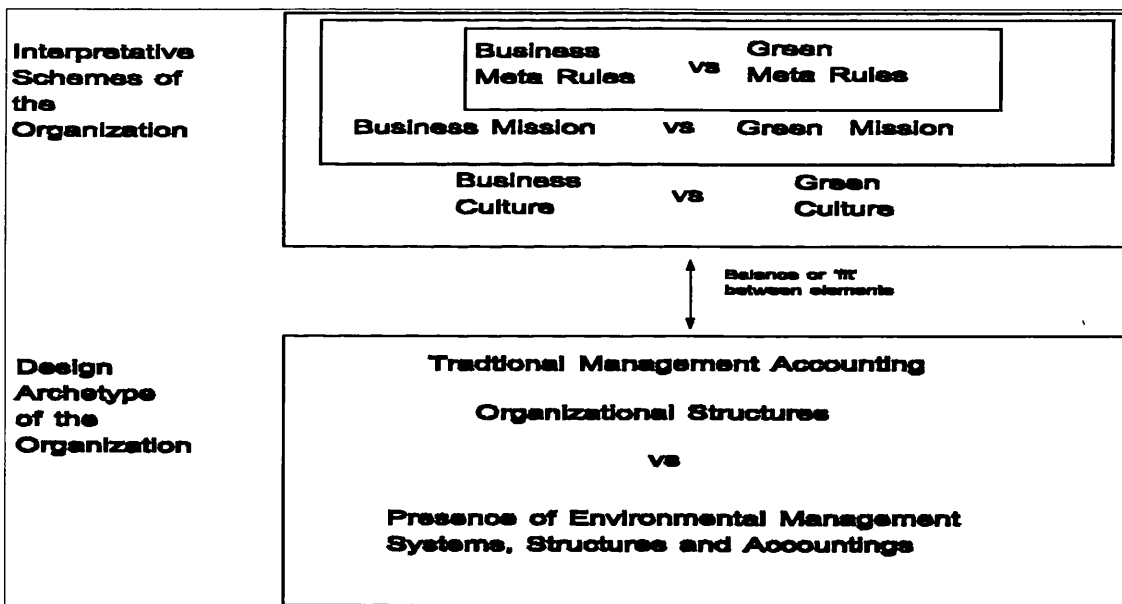 Interpretative
Schemes of
the
Organization
Business vs Green
Meta Rules Meta Rules
Business Mission vs Green Mission
Business vs Green
Culture Culture
Balance or 'fit'
between elements
Design
Archetype
of the
Organization
Tradtional Management Accounting
Organizational Structures
vs
Presence of Environmental Management
Systems, Structures and Accountings